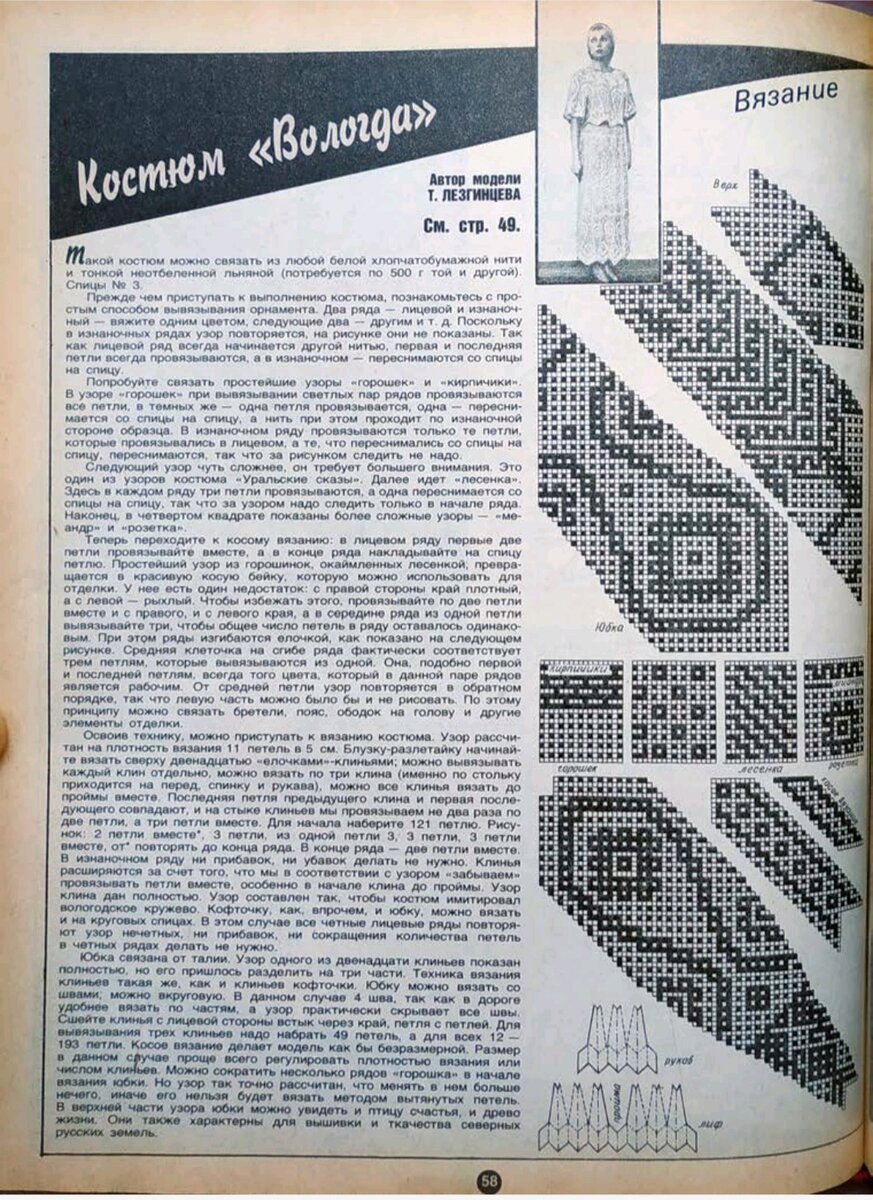 Костюм «Вологда»
Вязание
Автор модели
Т. ЛЕЗГИНЦЕВА
См. стр. 49.
Такой костюм можно связать из любой белой хлопчатобумажной нити
и тонкой неотбеленной льняной (потребуется по 500 г той и другой).
Спицы № 3.
Прежде чем приступать к выполнению костюма, познакомьтесь с про-
стым способом вывязывания орнамента. Два ряда — лицевой и изнаноч-
ный — вяжите одним цветом, следующие два — другим и т. д. Поскольку
в изнаночных рядах узор повторяется, на рисунке они не показаны. Так
как лицевой ряд всегда начинается другой нитью, первая и последняя
петли всегда провязываются, а в изнаночном — переснимаются со спицы
на спицу.
Попробуйте связать простейшие узоры «горошек» и «кирпичики».
В узоре «горошек» при вывязывании светлых пар рядов провязываются
все петли, в темных же — одна петля провязывается, одна — пересни-
мается со спицы на спицу, а нить при этом проходит по изнаночной
стороне образца. В изнаночном ряду провязываются только те петли,
которые провязывались в лицевом, а те, что переснимались со спицы на
спицу, переснимаются, так что за рисунком следить не надо.
Следующий узор чуть сложнее, он требует большего внимания. Это
один из узоров костюма «Уральские сказы». Далее идет «лесенка».
Здесь в каждом ряду три петли провязываются, а одна переснимается со
спицы на спицу, так что за узором надо следить только в начале ряда.
Наконец, в четвертом квадрате показаны более сложные узоры — «ме-
андр» и «розетка».
Теперь переходите к косому вязанию: в лицевом ряду первые две
петли провязывайте вместе, а в конце ряда накладывайте на спицу
петлю. Простейший узор из горошинок, окаймленных лесенкой, превра-
щается в красивую косую бейку, которую можно использовать для
отделки. У нее есть один недостаток: с правой стороны край плотный,
а с левой — рыхлый. Чтобы избежать этого, провязывайте по две петли
вместе и с правого, и с левого края, а в середине ряда из одной петли
вывязывайте три, чтобы общее число петель в ряду оставалось одинако-
вым. При этом ряды изгибаются елочкой, как показано на следующем
рисунке. Средняя клеточка на сгибе ряда фактически соответствует
трем петлям, которые вывязываются из одной. Она, подобно первой
и последней петлям, всегда того цвета, который в данной паре рядов
является рабочим. От средней петли узор повторяется в обратном
порядке, так что левую часть можно было бы и не рисовать. По этому
принципу можно связать бретели, пояс, ободок на голову и другие
элементы отделки.
Освоив технику, можно приступать к вязанию костюма. Узор рассчи-
тан на плотность вязания 11 петель в 5 см. Блузку-разлетайку начинай-
те вязать сверху двенадцатью «елочками»-клиньями; можно вывязывать
каждый клин отдельно, можно вязать по три клина (именно по столько
приходится на перед, спинку и рукава), можно все клинья вязать до
проймы вместе. Последняя петля предыдущего клина и первая после-
дующего совпадают, и на стыке клиньев мы провязываем не два раза по
две петли, а три петли вместе. Для начала наберите 121 петлю. Рису-
нок: 2 петли вместе*, 3 петли, из одной петли 3, 3 петли, 3 петли
вместе, от* повторять до конца ряда. В конце ряда — две петли вместе.
В изнаночном ряду ни прибавок, ни убавок делать не нужно. Клинья
расширяются за счет того, что мы в соответствии с узором «забываем»
провязывать петли вместе, особенно в начале клина до проймы. Узор
клина дан полностью. Узор составлен так, чтобы костюм имитировал
вологодское кружево. Кофточку, как, впрочем, и юбку, можно вязать
и на круговых спицах. В этом случае все четные лицевые ряды повторя-
ют узор нечетных, ни прибавок, ни сокращения количества петель
в четных рядах делать не нужно.
Юбка связана от талии. Узор одного из двенадцати клиньев показан
полностью, но его пришлось разделить на три части. Техника вязания
клиньев такая же, как и клиньев кофточки. Юбку можно вязать со
швами, можно вкруговую. В данном случае 4 шва, так как в дороге
удобнее вязать по частям, а узор практически скрывает все швы.
Сшейте клинья с лицевой стороны встык через край, петля с петлей. Для
вывязывания трех клиньев надо набрать 49 петель, а для всех 12 —
193 петли. Косое вязание делает модель как бы безразмерной. Размер
в данном случае проще всего регулировать плотностью вязания или
числом клиньев. Можно сократить несколько рядов «горошка» в начале
вязания юбки. Но узор так точно рассчитан, что менять в нем больше
нечего, иначе его нельзя будет вязать методом вытянутых петель.
В верхней части узора юбки можно увидеть и птицу счастья, и древо
жизни. Они также характерны для вышивки и ткачества северных
русских земель.
Верх
Юбка
кирпичики
меандр
горошек
лесенка
розетка
рукав
пройма
лиф
58